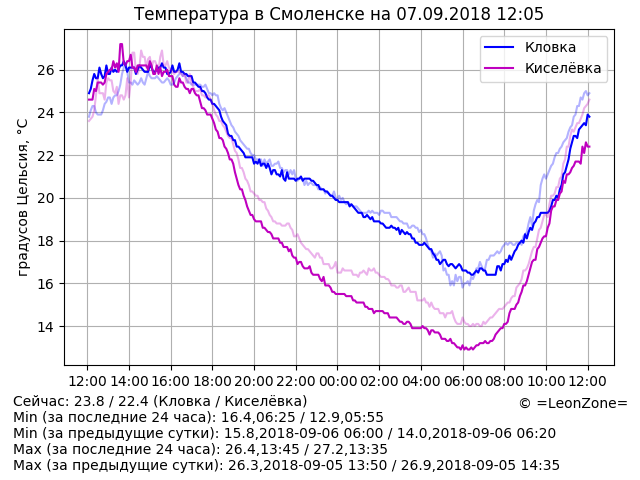 Температура в Смоленске на 07.09.2018 12:05
Кловка
Киселёвка
градусов Цельсия, °C
26
24
22
20
18
16
14
12:00 14:00 16:00 18:00 20:00 22:00 00:00 02:00 04:00 06:00 08:00 10:00 12:00
Сейчас: 23.8 / 22.4 (Кловка / Киселёвка)
© =LeonZone=
Min (за последние 24 часа): 16.4,06:25 / 12.9,05:55
Min (за предыдущие сутки): 15.8,2018-09-06 06:00 / 14.0,2018-09-06 06:20
Max (за последние 24 часа): 26.4,13:45 / 27.2,13:35
Max (за предыдущие сутки): 26.3,2018-09-05 13:50 / 26.9,2018-09-05 14:35